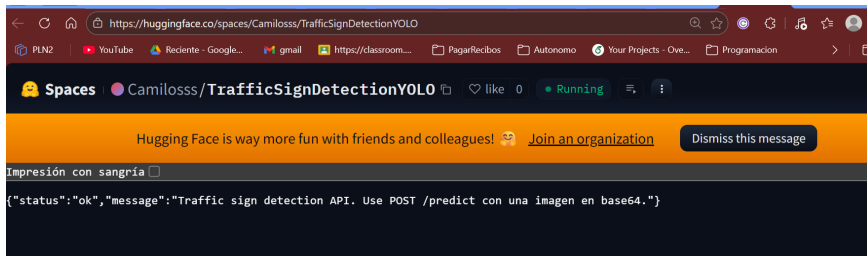 https://huggingface.co/spaces/Camilosss/TrafficSignDetectionYOLO
PLN2 YouTube Reciente - Google... gmail https://classroom.... PagarRecibos Autonomo Your Projects - Ove... Programacion
Spaces Camilosss/TrafficSignDetectionYOLO like 0 Running
Hugging Face is way more fun with friends and colleagues! 🤗 Join an organization Dismiss this message
Impresión con sangría
{"status":"ok","message":"Traffic sign detection API. Use POST /predict con una imagen en base64."}